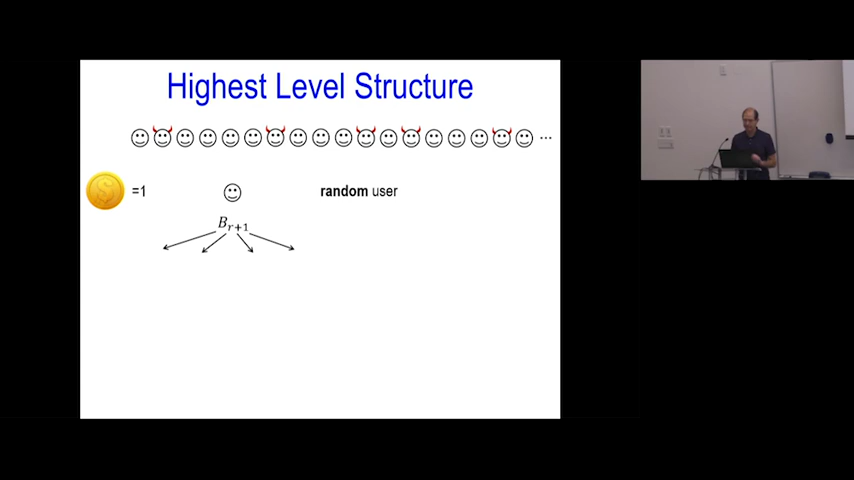 Highest Level Structure
...
$ =1 random user
B_{r+1}